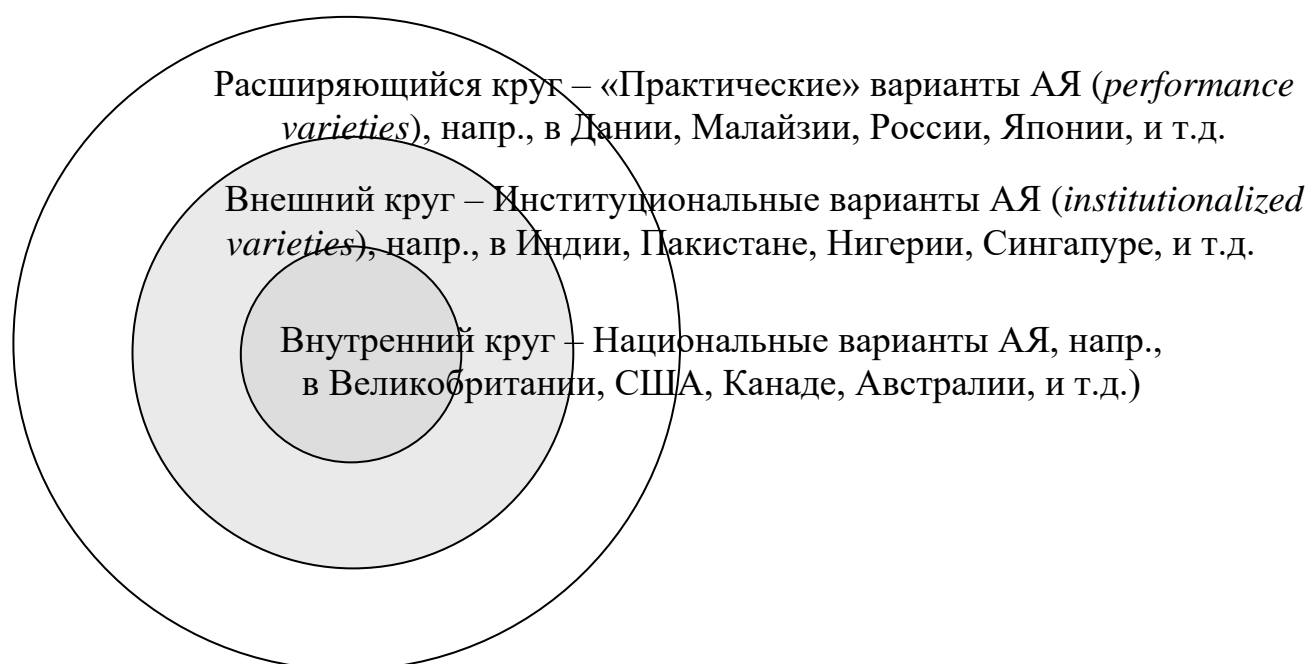 Расширяющийся круг – «Практические» варианты АЯ (performance
varieties), напр., в Дании, Малайзии, России, Японии, и т.д.
Внешний круг – Институциональные варианты АЯ (institutionalized
varieties), напр., в Индии, Пакистане, Нигерии, Сингапуре, и т.д.
Внутренний круг – Национальные варианты АЯ, напр.,
в Великобритании, США, Канаде, Австралии, и т.д.)